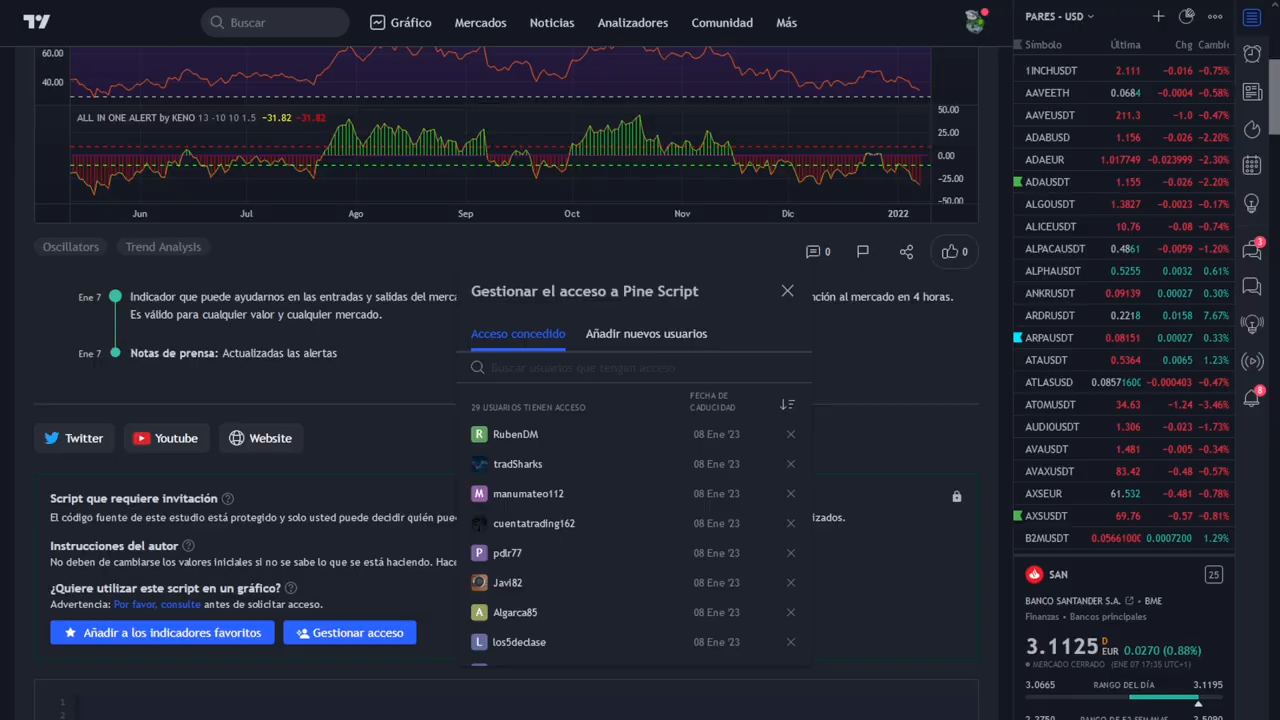 Buscar
Gráfico
Mercados
Noticias
Analizadores
Comunidad
Más
60.00
40.00
ALL IN ONE ALERT by KENO 13 -10 10 1.5 -31.82 -31.82
50.00
25.00
0.00
-25.00
-50.00
Jun
Jul
Ago
Sep
Oct
Nov
Dic
2022
Oscillators
Trend Analysis
0
0
Ene 7
Indicador que puede ayudarnos en las entradas y salidas del merca
nción al mercado en 4 horas.
Es válido para cualquier valor y cualquier mercado.
Ene 7
Notas de prensa: Actualizadas las alertas
Twitter
Youtube
Website
Script que requiere invitación
El código fuente de este estudio está protegido y solo usted puede decidir quién pue
izados.
Instrucciones del autor
No deben de cambiarse los valores iniciales si no se sabe lo que se está haciendo. Hace
¿Quiere utilizar este script en un gráfico?
Advertencia: Por favor, consulte antes de solicitar acceso.
Añadir a los indicadores favoritos
Gestionar acceso
1
2
Gestionar el acceso a Pine Script
Acceso concedido
Añadir nuevos usuarios
Buscar usuarios que tengan acceso
29 USUARIOS TIENEN ACCESO
FECHA DE
CADUCIDAD
R RubenDM 08 Ene '23
tradSharks 08 Ene '23
M manumateo112 08 Ene '23
cuentatrading162 08 Ene '23
P pdlr77 08 Ene '23
Javi82 08 Ene '23
A Algarca85 08 Ene '23
L los5declase 08 Ene '23
PARES - USD
Símbolo Última Chg Cambie
1INCHUSDT 2.111 −0.016 −0.75%
AAVEETH 0.0684 −0.0004 −0.58%
AAVEUSDT 211.3 −1.0 −0.47%
ADABUSD 1.156 −0.026 −2.20%
ADAEUR 1.017749 −0.023999 −2.30%
ADAUSDT 1.155 −0.026 −2.20%
ALGOUSDT 1.3827 −0.0023 −0.17%
ALICEUSDT 10.76 −0.08 −0.74%
ALPACAUSDT 0.4861 −0.0059 −1.20%
ALPHAUSDT 0.5255 0.0032 0.61%
ANKRUSDT 0.09139 0.00027 0.30%
ARDRUSDT 0.2218 0.0158 7.67%
ARPAUSDT 0.08151 0.00027 0.33%
ATAUSDT 0.5364 0.0065 1.23%
ATLASUSD 0.0857160 −0.000403 −0.47%
ATOMUSDT 34.63 −1.24 −3.46%
AUDIOUSDT 1.306 −0.023 −1.73%
AVAUSDT 1.481 −0.005 −0.34%
AVAXUSDT 83.42 −0.48 −0.57%
AXSEUR 61.532 −0.481 −0.78%
AXSUSDT 69.76 −0.57 −0.81%
B2MUSDT 0.0566100 0.0007200 1.29%
SAN
25
BANCO SANTANDER S.A. • BME
Finanzas • Bancos principales
3.1125 D EUR 0.0270 (0.88%)
MERCADO CERRADO (ENE 07 17:35 UTC+1)
3.0665 RANGO DEL DÍA 3.1195
3
8